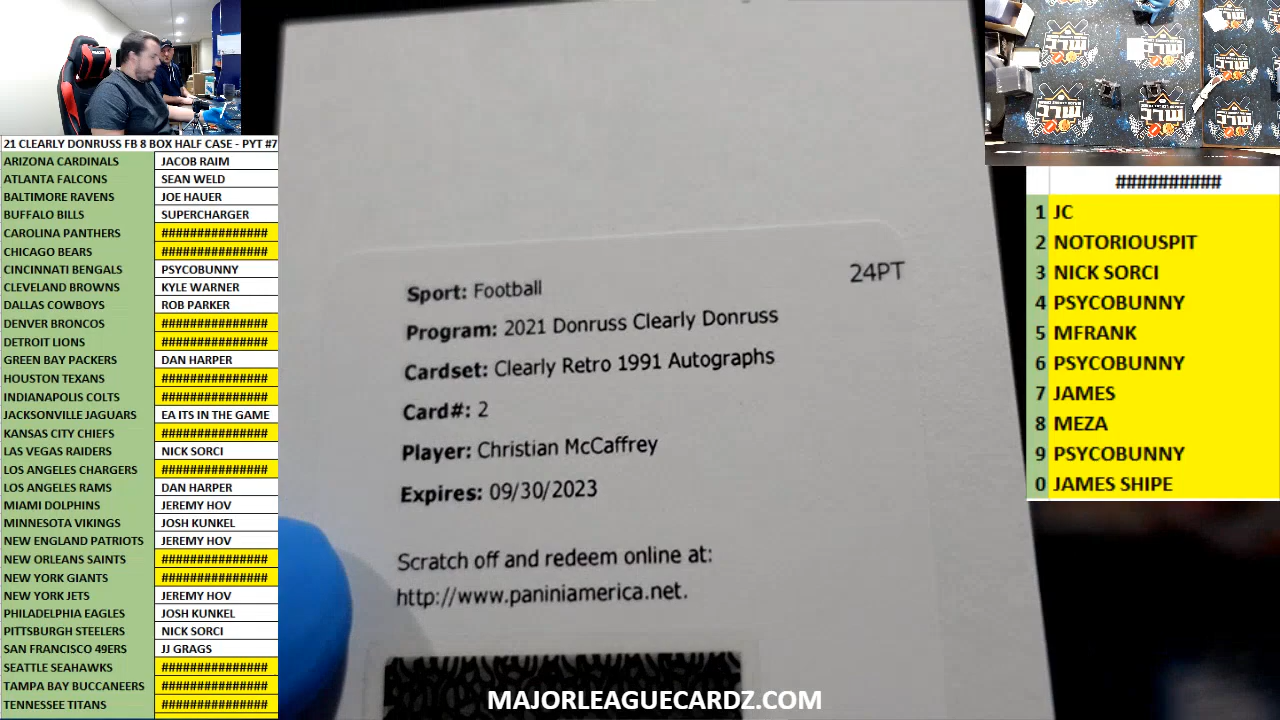 21 CLEARLY DONRUSS FB 8 BOX HALF CASE - PYT #7
ARIZONA CARDINALS JACOB RAIM
ATLANTA FALCONS SEAN WELD
BALTIMORE RAVENS JOE HAUER
BUFFALO BILLS SUPERCHARGER
CAROLINA PANTHERS ###############
CHICAGO BEARS ###############
CINCINNATI BENGALS PSYCOBUNNY
CLEVELAND BROWNS KYLE WARNER
DALLAS COWBOYS ROB PARKER
DENVER BRONCOS ###############
DETROIT LIONS ###############
GREEN BAY PACKERS DAN HARPER
HOUSTON TEXANS ###############
INDIANAPOLIS COLTS ###############
JACKSONVILLE JAGUARS EA ITS IN THE GAME
KANSAS CITY CHIEFS ###############
LAS VEGAS RAIDERS NICK SORCI
LOS ANGELES CHARGERS ###############
LOS ANGELES RAMS DAN HARPER
MIAMI DOLPHINS JEREMY HOV
MINNESOTA VIKINGS JOSH KUNKEL
NEW ENGLAND PATRIOTS JEREMY HOV
NEW ORLEANS SAINTS ###############
NEW YORK GIANTS ###############
NEW YORK JETS JEREMY HOV
PHILADELPHIA EAGLES JOSH KUNKEL
PITTSBURGH STEELERS NICK SORCI
SAN FRANCISCO 49ERS JJ GRAGS
SEATTLE SEAHAWKS ###############
TAMPA BAY BUCCANEERS ###############
TENNESSEE TITANS ###############
24PT
Sport: Football
Program: 2021 Donruss Clearly Donruss
Cardset: Clearly Retro 1991 Autographs
Card#: 2
Player: Christian McCaffrey
Expires: 09/30/2023
Scratch off and redeem online at:
http://www.paniniamerica.net.
MAJORLEAGUECARDZ.COM
##########
1 JC
2 NOTORIOUSPIT
3 NICK SORCI
4 PSYCOBUNNY
5 MFRANK
6 PSYCOBUNNY
7 JAMES
8 MEZA
9 PSYCOBUNNY
0 JAMES SHIPE